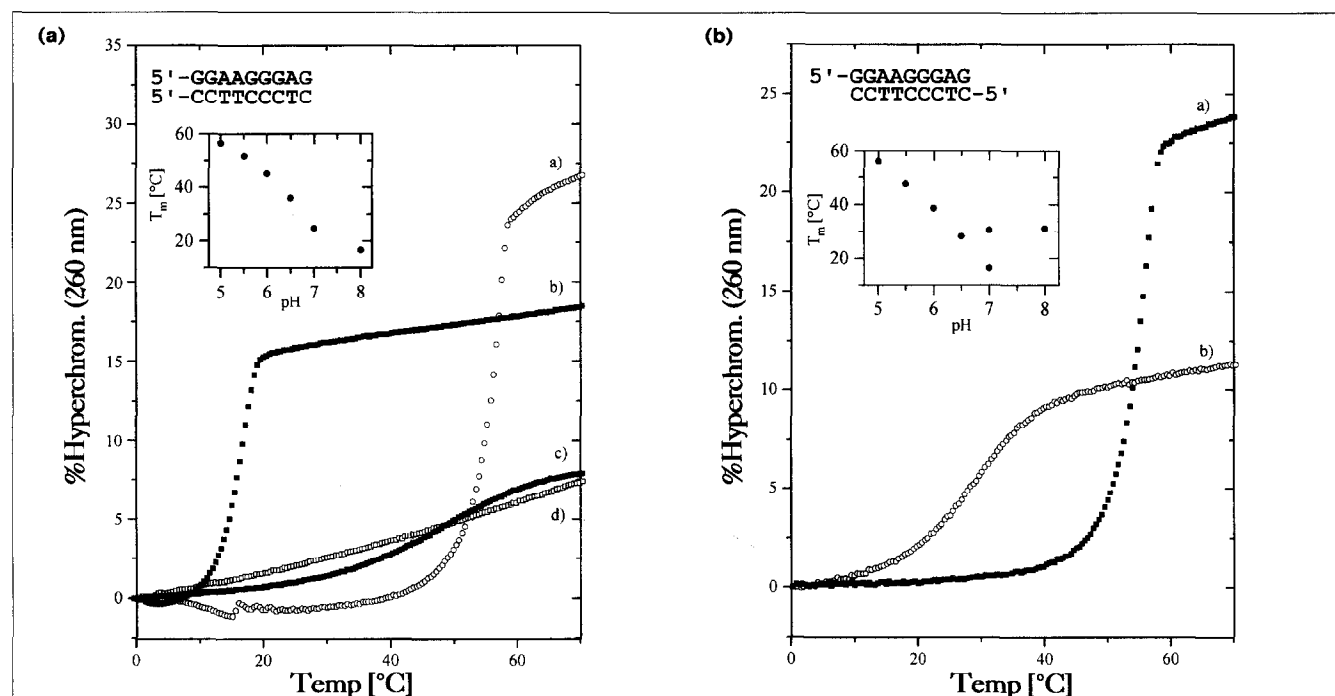 (a)
35
30
25
20
15
10
5
0
%Hyperchrom. (260 nm)
5'-GGAAGGGAG
5'-CCTTCCCTC
60
40
20
Tm [°C]
5 6 7 8
pH
a)
b)
c)
d)
0 20 40 60
Temp [°C]
(b)
25
20
15
10
5
0
%Hyperchrom. (260 nm)
5'-GGAAGGGAG
CCTTCCCTC-5'
60
40
20
Tm [°C]
5 6 7 8
pH
a)
b)
0 20 40 60
Temp [°C]